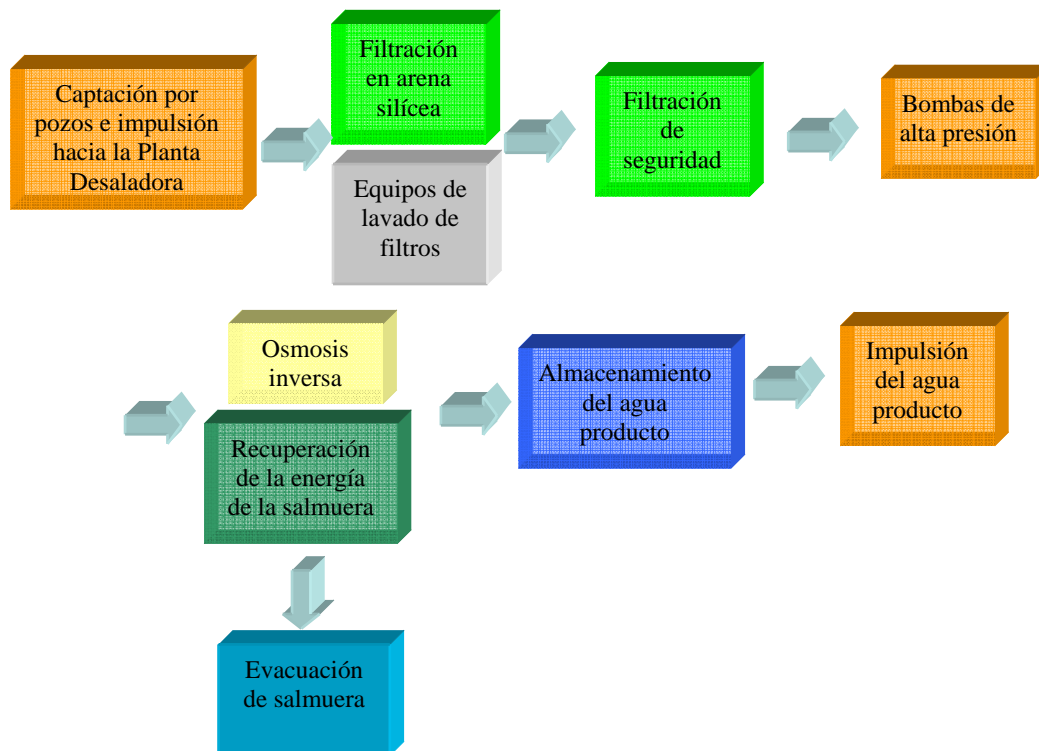 Captación por
pozos e impulsión
hacia la Planta
Desaladora
Filtración
en arena
silícea
Equipos de
lavado de
filtros
Filtración
de
seguridad
Bombas de
alta presión
Osmosis
inversa
Recuperación
de la energía
de la salmuera
Almacenamiento
del agua
producto
Impulsión
del agua
producto
Evacuación
de salmuera